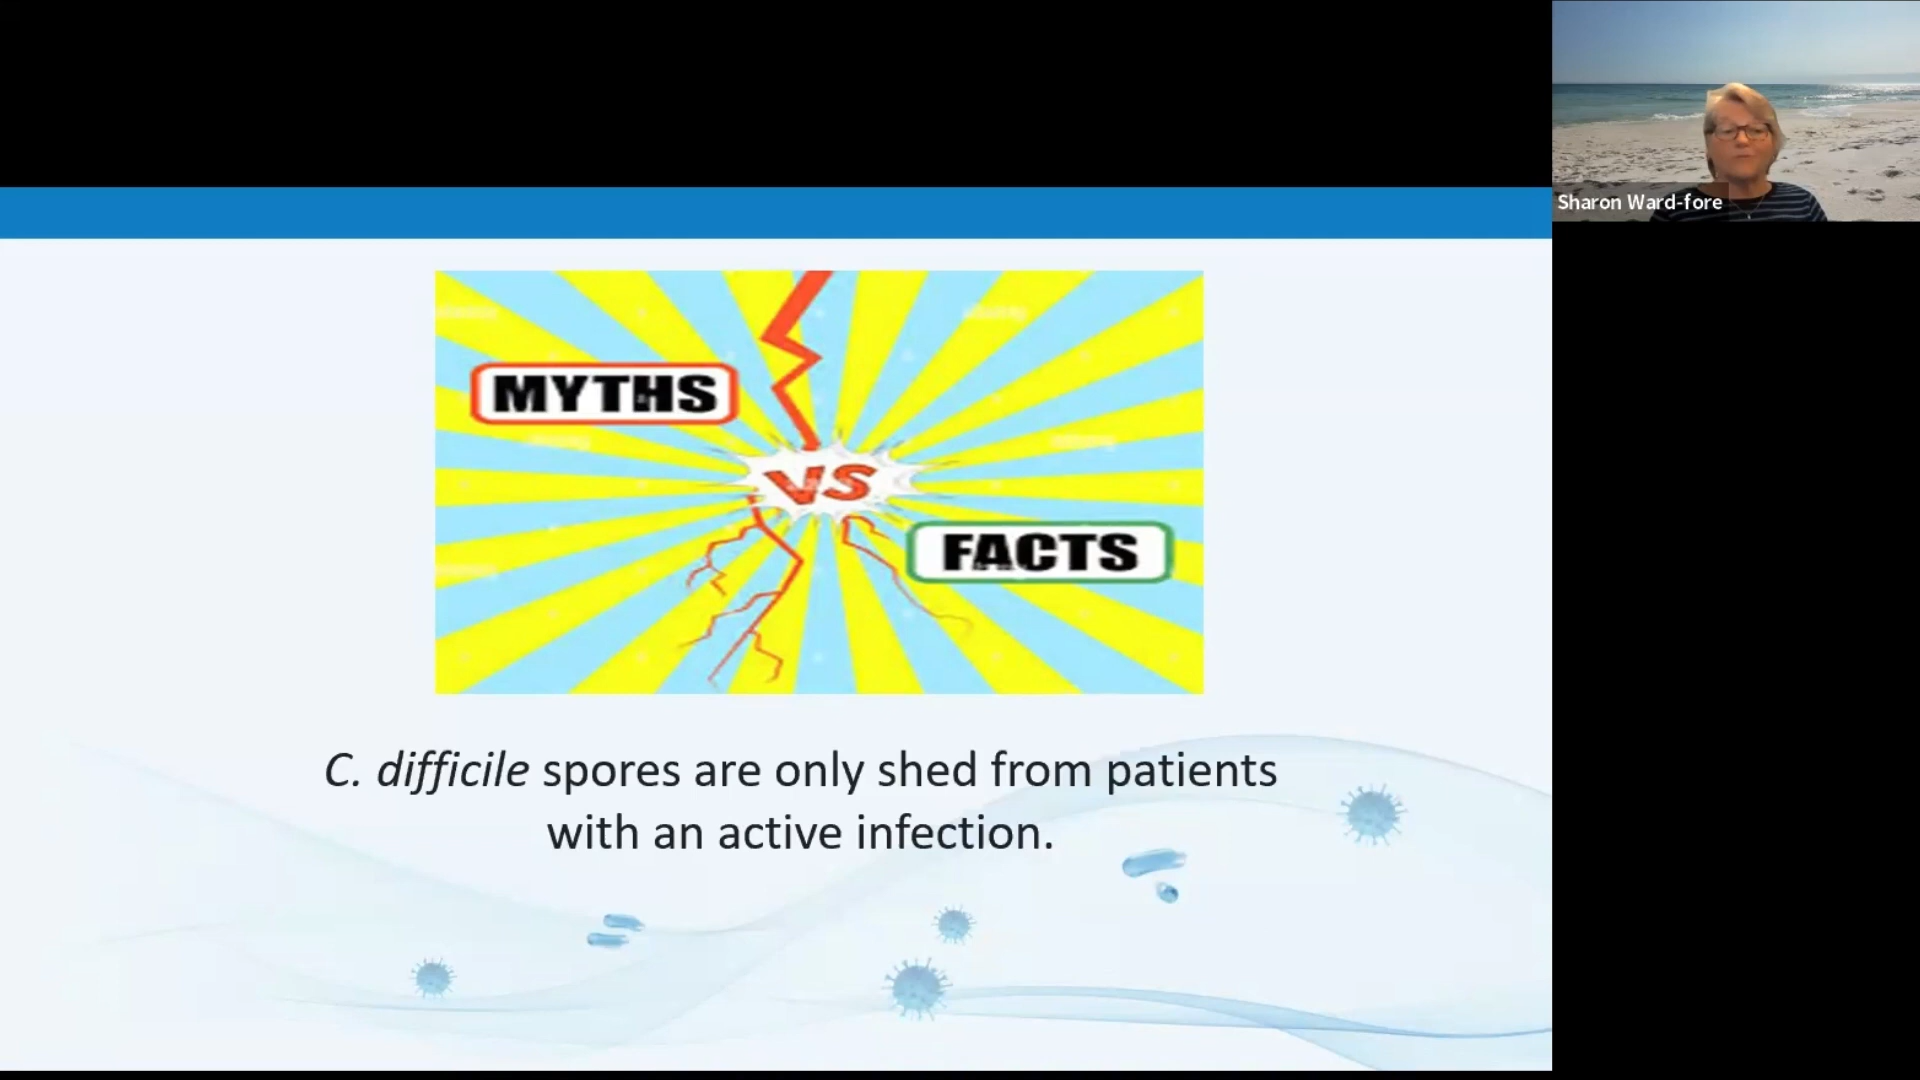 Sharon Ward-fore
MYTHS
VS
FACTS
C. difficile spores are only shed from patients
with an active infection.